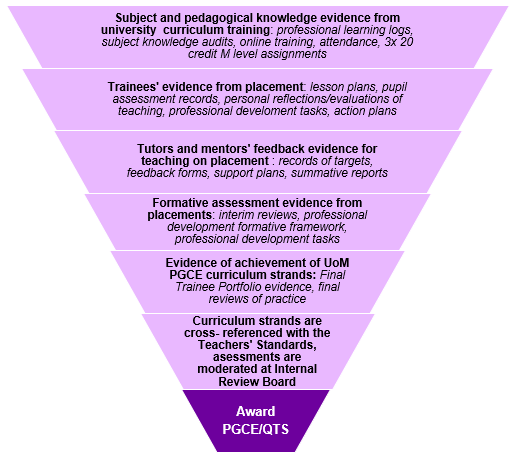 Subject and pedagogical knowledge evidence from
university curriculum training: professional learning logs,
subject knowledge audits, online training, attendance, 3x 20
credit M level assignments
Trainees' evidence from placement: lesson plans, pupil
assessment records, personal reflections/evaluations of
teaching, professional develoment tasks, action plans
Tutors and mentors' feedback evidence for
teaching on placement : records of targets,
feedback forms, support plans, summative reports
Formative assessment evidence from
placements: interim reviews, professional
development formative framework,
professional development tasks
Evidence of achievement of UoM
PGCE curriculum strands: Final
Trainee Portfolio evidence, final
reviews of practice
Curriculum strands are
cross- referenced with the
Teachers' Standards,
asessments are
moderated at Internal
Review Board
Award
PGCE/QTS